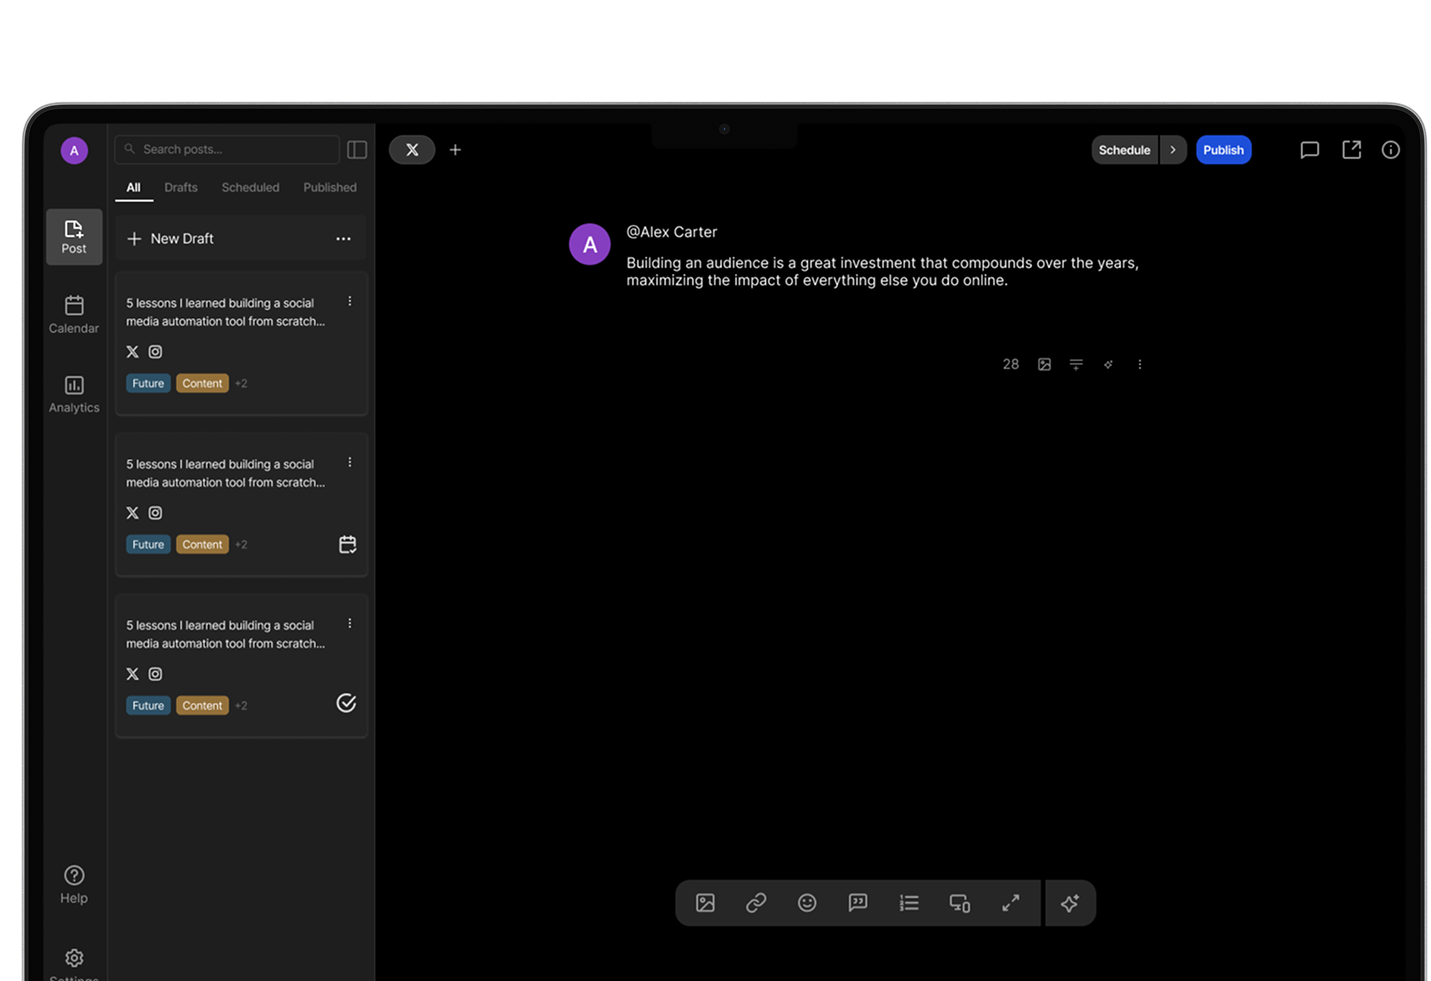 A
Search posts...
Schedule
Publish
All
Drafts
Scheduled
Published
Post
New Draft
A
@Alex Carter
Building an audience is a great investment that compounds over the years,
maximizing the impact of everything else you do online.
28
Calendar
Analytics
5 lessons I learned building a social
media automation tool from scratch...
Future
Content
+2
5 lessons I learned building a social
media automation tool from scratch...
Future
Content
+2
5 lessons I learned building a social
media automation tool from scratch...
Future
Content
+2
Help
Settings